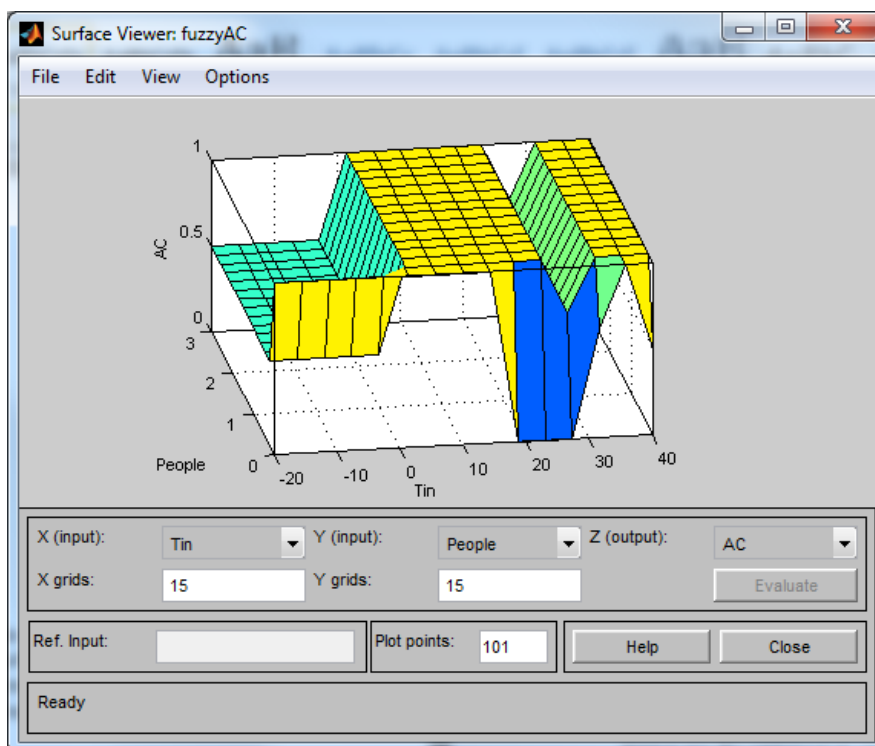 Surface Viewer: fuzzyAC
File Edit View Options
1
0.5
0
AC
3
2
1
0
People
-20 -10 0 10 20 30 40
Tin
X (input): Tin Y (input): People Z (output): AC
X grids: 15 Y grids: 15 Evaluate
Ref. Input: Plot points: 101 Help Close
Ready